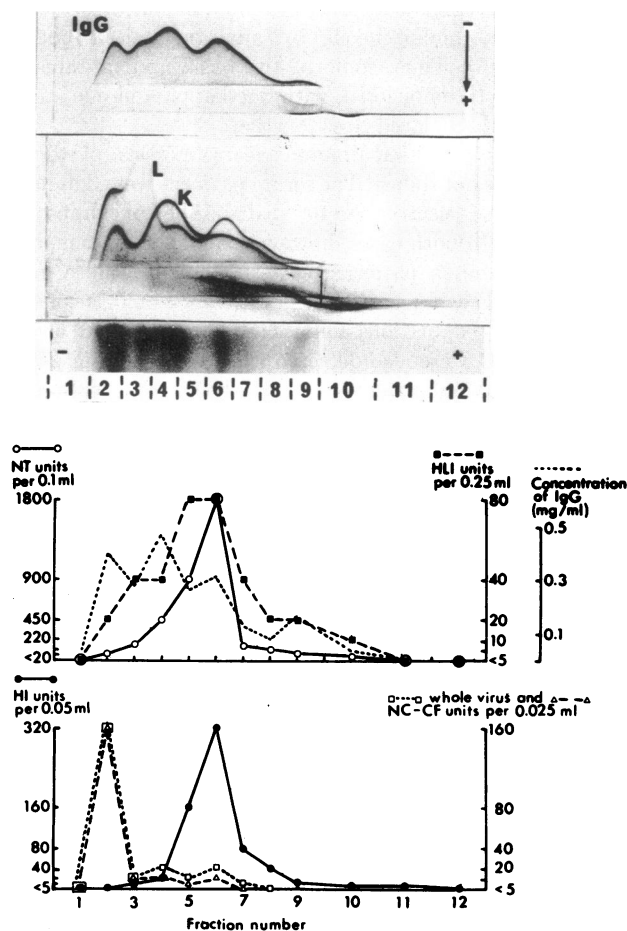 IgG
−
+
L
K
− +
1 2 3 4 5 6 7 8 9 10 11 12
NT units
per 0.1 ml
HLI units
per 0.25 ml
Concentration
of IgG
(mg/ml)
1800
900
450
220
<20
80
40
20
10
<5
0.5
0.3
0.1
HI units
per 0.05 ml
whole virus and
NC-CF units per 0.025 ml
320
160
80
40
<5
160
80
40
20
<5
1 3 5 6 7 9 10 12
Fraction number